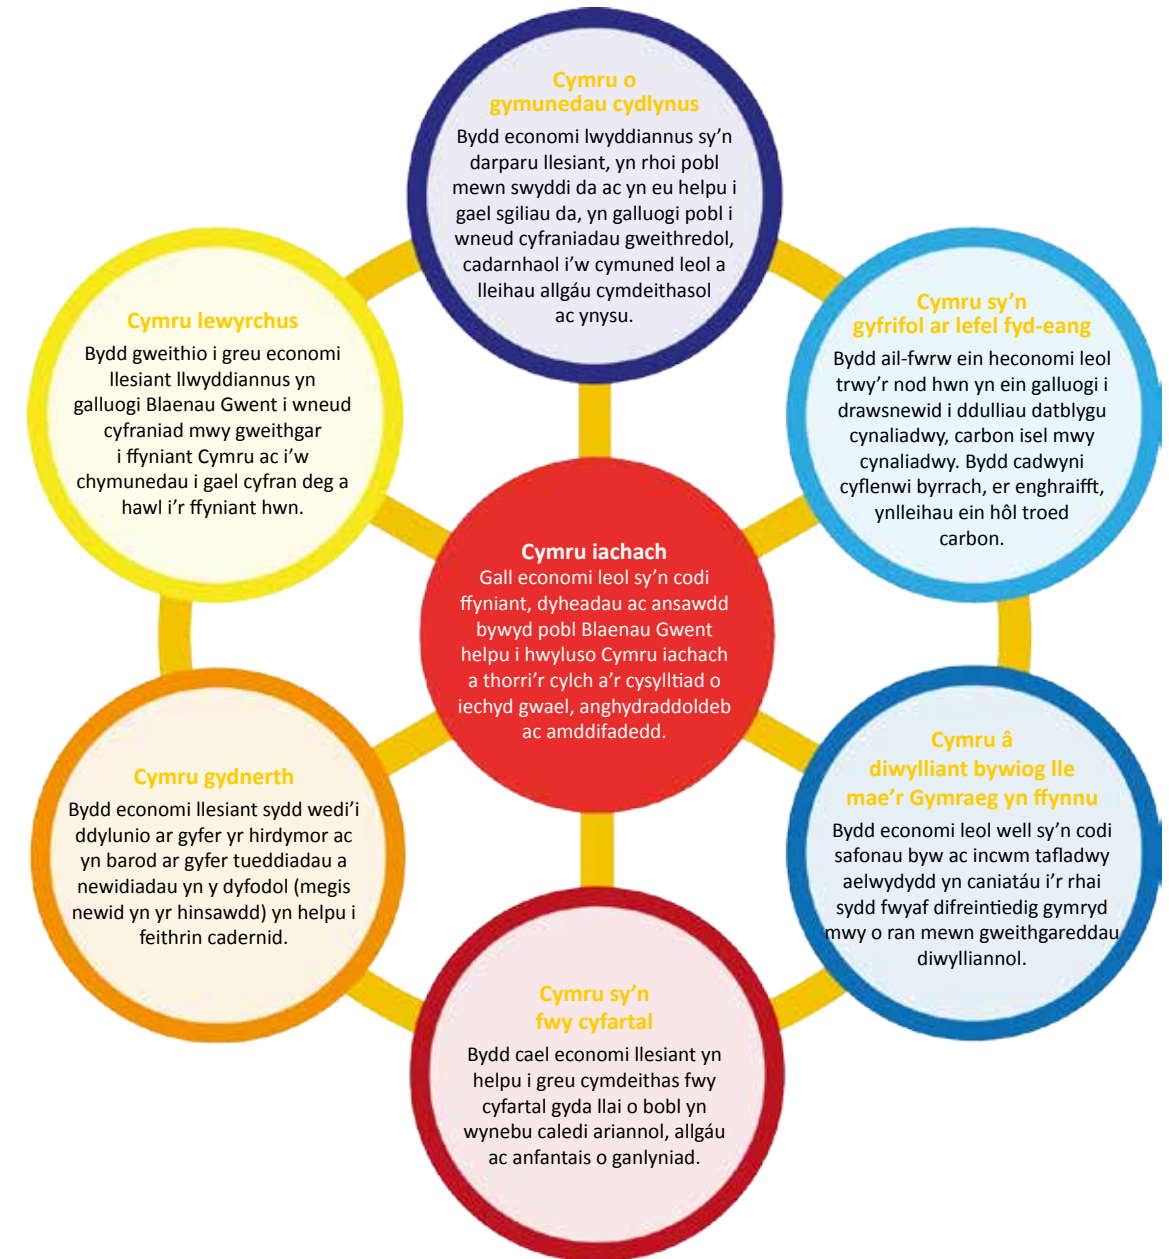 Cymru o
gymunedau cydlynus
Bydd economi lwyddiannus sy’n
darparu llesiant, yn rhoi pobl
mewn swyddi da ac yn eu helpu i
gael sgiliau da, yn galluogi pobl i
wneud cyfraniadau gweithredol,
cadarnhaol i’w cymuned leol a
lleihau allgáu cymdeithasol
ac ynysu.
Cymru lewyrchus
Bydd gweithio i greu economi
llesiant llwyddiannus yn
galluogi Blaenau Gwent i wneud
cyfraniad mwy gweithgar
i ffyniant Cymru ac i’w
chymunedau i gael cyfran deg a
hawl i’r ffyniant hwn.
Cymru sy’n
gyfrifol ar lefel fyd-eang
Bydd ail-fwrw ein heconomi leol
trwy’r nod hwn yn ein galluogi i
drawsnewid i ddulliau datblygu
cynaliadwy, carbon isel mwy
cynaliadwy. Bydd cadwyni
cyflenwi byrrach, er enghraifft,
ynlleihau ein hôl troed
carbon.
Cymru iachach
Gall economi leol sy’n codi
ffyniant, dyheadau ac ansawdd
bywyd pobl Blaenau Gwent
helpu i hwyluso Cymru iachach
a thorri’r cylch a’r cysylltiad o
iechyd gwael, anghydraddoldeb
ac amddifadedd.
Cymru gydnerth
Bydd economi llesiant sydd wedi’i
ddylunio ar gyfer yr hirdymor ac
yn barod ar gyfer tueddiadau a
newidiadau yn y dyfodol (megis
newid yn yr hinsawdd) yn helpu i
feithrin cadernid.
Cymru â
diwylliant bywiog lle
mae’r Gymraeg yn ffynnu
Bydd economi leol well sy’n codi
safonau byw ac incwm tafladwy
aelwydydd yn caniatáu i’r rhai
sydd fwyaf difreintiedig gymryd
mwy o ran mewn gweithgareddau
diwylliannol.
Cymru sy’n
fwy cyfartal
Bydd cael economi llesiant yn
helpu i greu cymdeithas fwy
cyfartal gyda llai o bobl yn
wynebu caledi ariannol, allgáu
ac anfantais o ganlyniad.